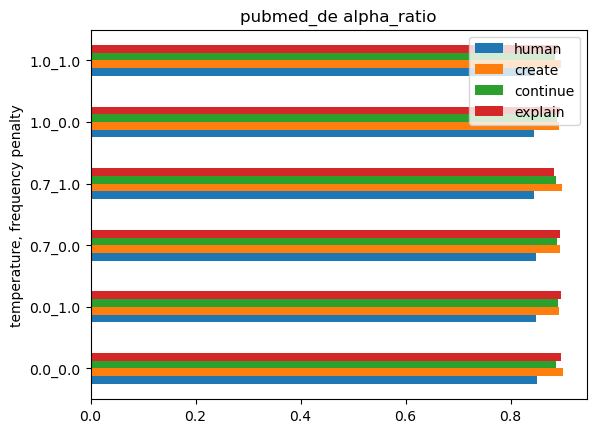 pubmed_de alpha_ratio
temperature, frequency penalty
1.0_1.0
1.0_0.0
0.7_1.0
0.7_0.0
0.0_1.0
0.0_0.0
human
create
continue
explain
0.0 0.2 0.4 0.6 0.8